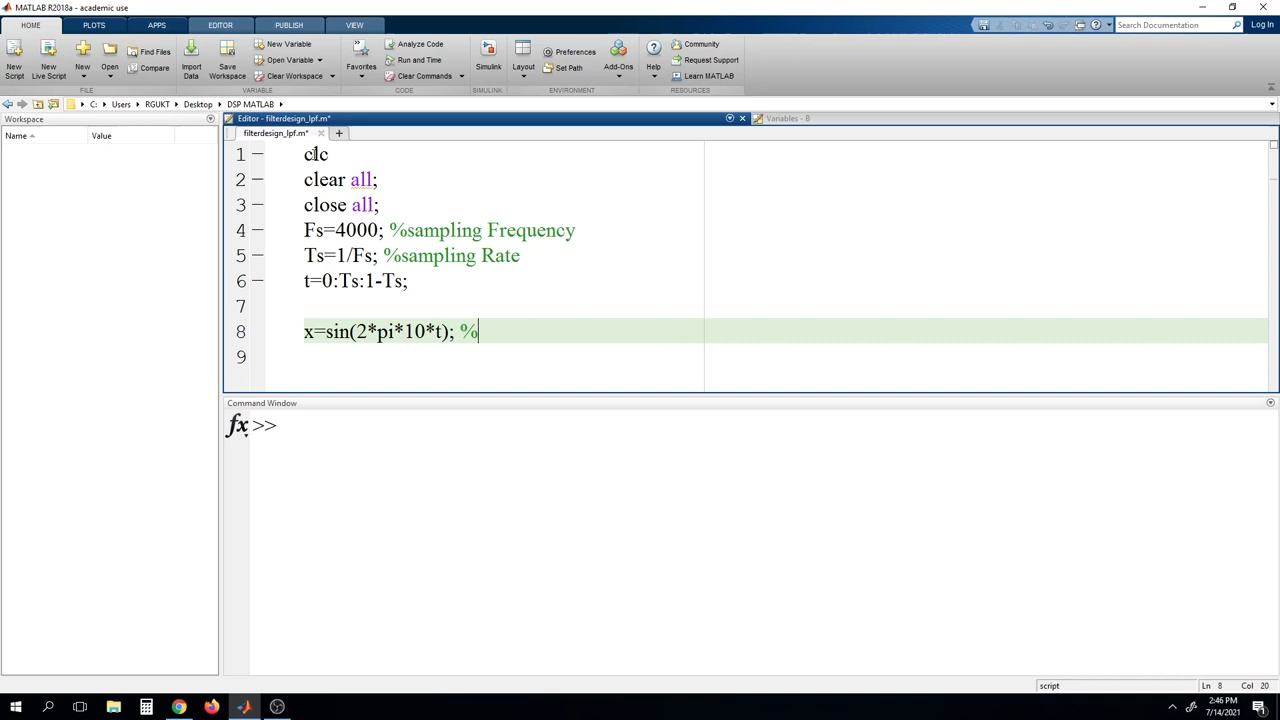 MATLAB R2018a - academic use
HOME PLOTS APPS EDITOR PUBLISH VIEW Search Documentation Log In
New Script New Live Script New Open Find Files Compare Import Data Save Workspace New Variable Open Variable Clear Workspace Favorites Analyze Code Run and Time Clear Commands Simulink Layout Preferences Set Path Add-Ons Help Community Request Support Learn MATLAB
FILE VARIABLE CODE SIMULINK ENVIRONMENT RESOURCES
C: Users RGUKT Desktop DSP MATLAB
Workspace
Name Value
Editor - filterdesign_lpf.m* Variables - B
filterdesign_lpf.m* +
1 clc
2 clear all;
3 close all;
4 Fs=4000; %sampling Frequency
5 Ts=1/Fs; %sampling Rate
6 t=0:Ts:1-Ts;
7
8 x=sin(2*pi*10*t); %
9
Command Window
fx >>
script Ln 8 Col 20
2:46 PM
7/14/2021
1